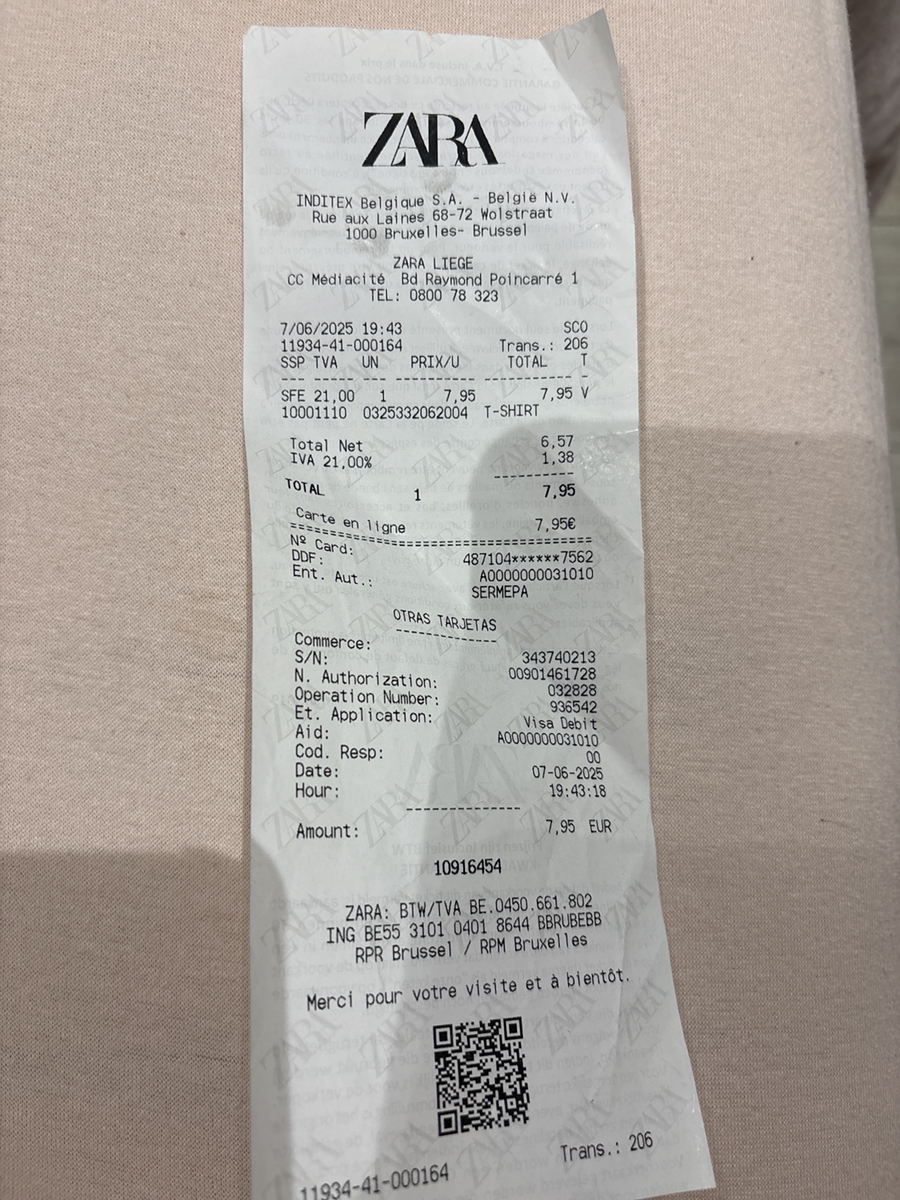 ZARA
INDITEX Belgique S.A. - België N.V.
Rue aux Laines 68-72 Wolstraat
1000 Bruxelles- Brussel
ZARA LIEGE
CC Médiacité Bd Raymond Poincarré 1
TEL: 0800 78 323
7/06/2025 19:43 SCO
11934-41-000164 Trans.: 206
SSP TVA UN PRIX/U TOTAL T
--- ----- --- ---------- ----------- -
SFE 21,00 1 7,95 7,95 V
10001110 0325332062004 T-SHIRT
Total Net 6,57
IVA 21,00% 1,38
----------
TOTAL 1 7,95
Carte en ligne 7,95€
========================================
Nº Card: 487104******7562
DDF: A0000000031010
Ent. Aut.: SERMEPA
OTRAS TARJETAS
-------------
Commerce: 343740213
S/N: 00901461728
N. Authorization: 032828
Operation Number: 936542
Et. Application: Visa Debit
Aid: A0000000031010
Cod. Resp: 00
Date: 07-06-2025
Hour: 19:43:18
--------------
Amount: 7,95 EUR
10916454
ZARA: BTW/TVA BE.0450.661.802
ING BE55 3101 0401 8644 BBRUBEBB
RPR Brussel / RPM Bruxelles
Merci pour votre visite et à bientôt.
11934-41-000164 Trans.: 206